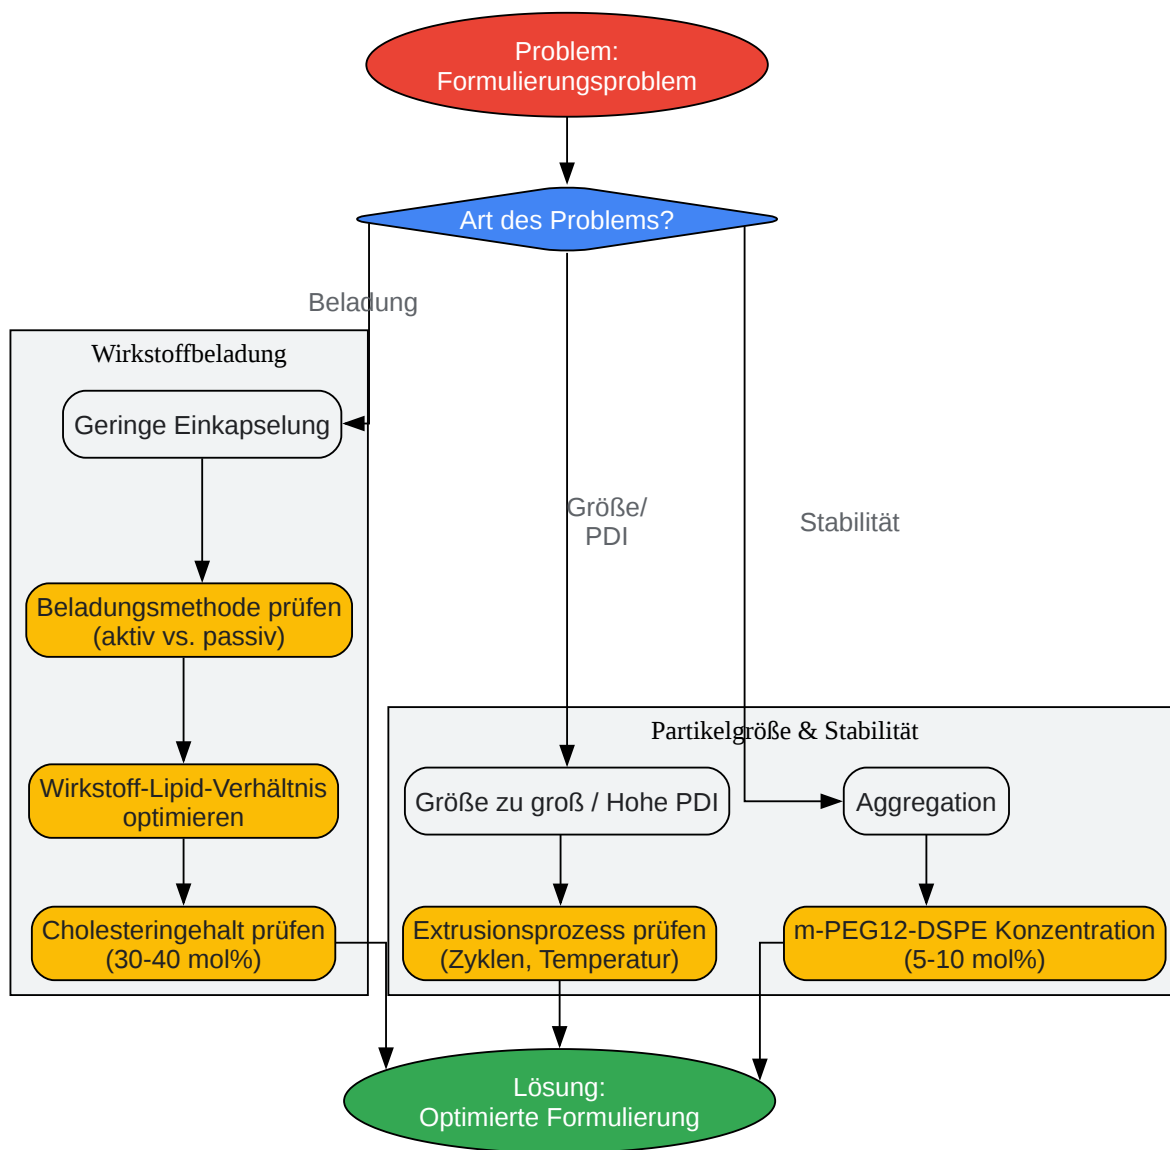 Problem:
Formulierungsproblem
Art des Problems?
Beladung
Wirkstoffbeladung
Geringe Einkapselung
Größe/
PDI
Stabilität
Beladungsmethode prüfen
(aktiv vs. passiv)
Partikelgröße & Stabilität
Wirkstoff-Lipid-Verhältnis
optimieren
Größe zu groß / Hohe PDI
Aggregation
Cholesteringehalt prüfen
(30-40 mol%)
Extrusionsprozess prüfen
(Zyklen, Temperatur)
m-PEG12-DSPE Konzentration
(5-10 mol%)
Lösung:
Optimierte Formulierung